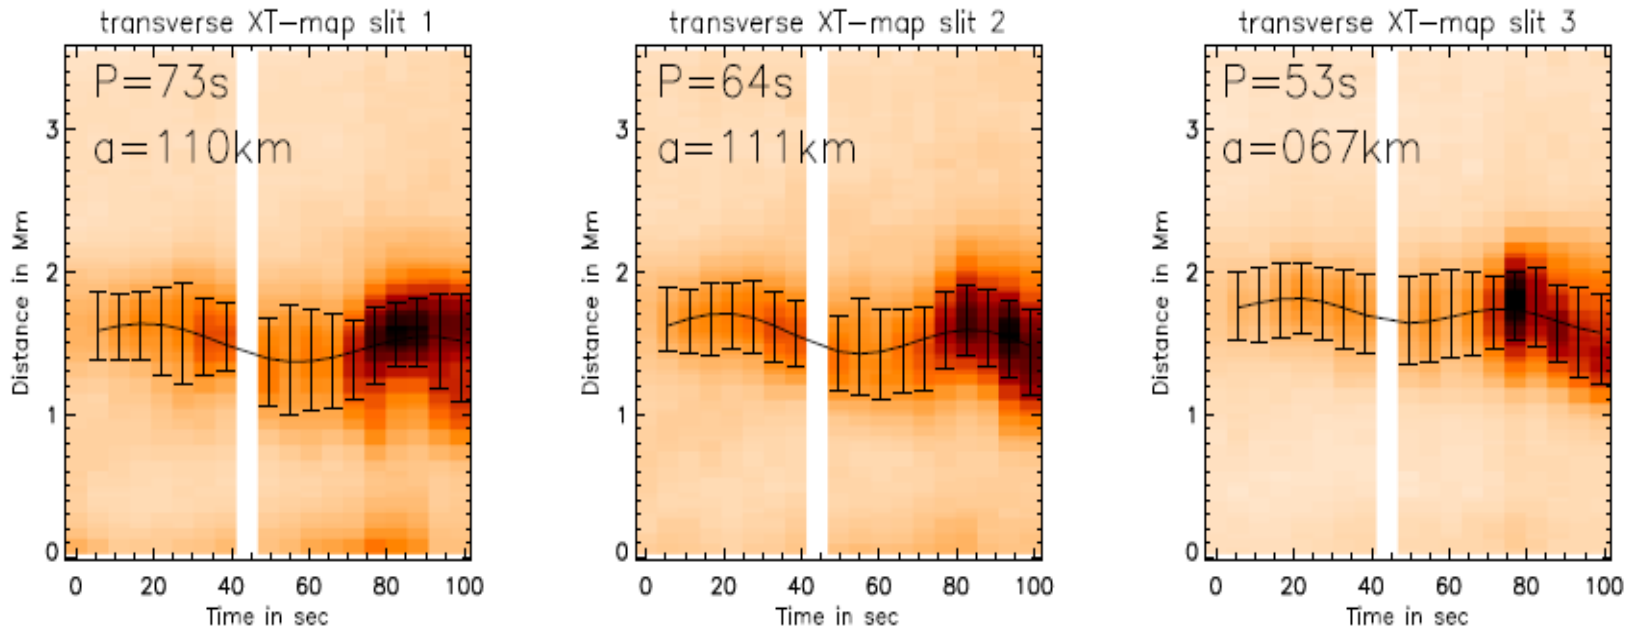 transverse XT-map slit 1
P=73s
a=110km
Distance in Mm
3
2
1
0
0 20 40 60 80 100
Time in sec
transverse XT-map slit 2
P=64s
a=111km
Distance in Mm
3
2
1
0
0 20 40 60 80 100
Time in sec
transverse XT-map slit 3
P=53s
a=067km
Distance in Mm
3
2
1
0
0 20 40 60 80 100
Time in sec